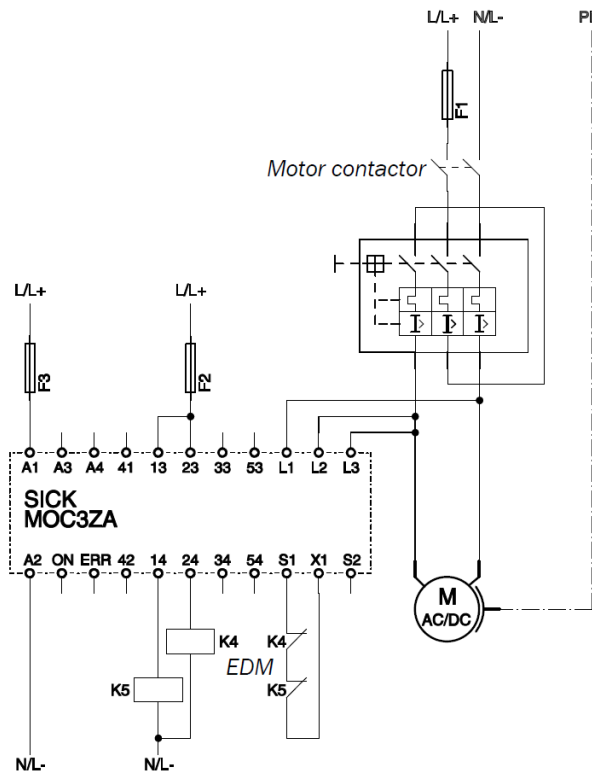 L/L+ N/L- PE
F1
Motor contactor
L/L+ L/L+
F3 F2
A1 A3 A4 41 13 23 33 53 L1 L2 L3
SICK
MOC3ZA
A2 ON ERR 42 14 24 34 54 S1 X1 S2
M
AC/DC
K4 K4
EDM
K5 K5
N/L- N/L-